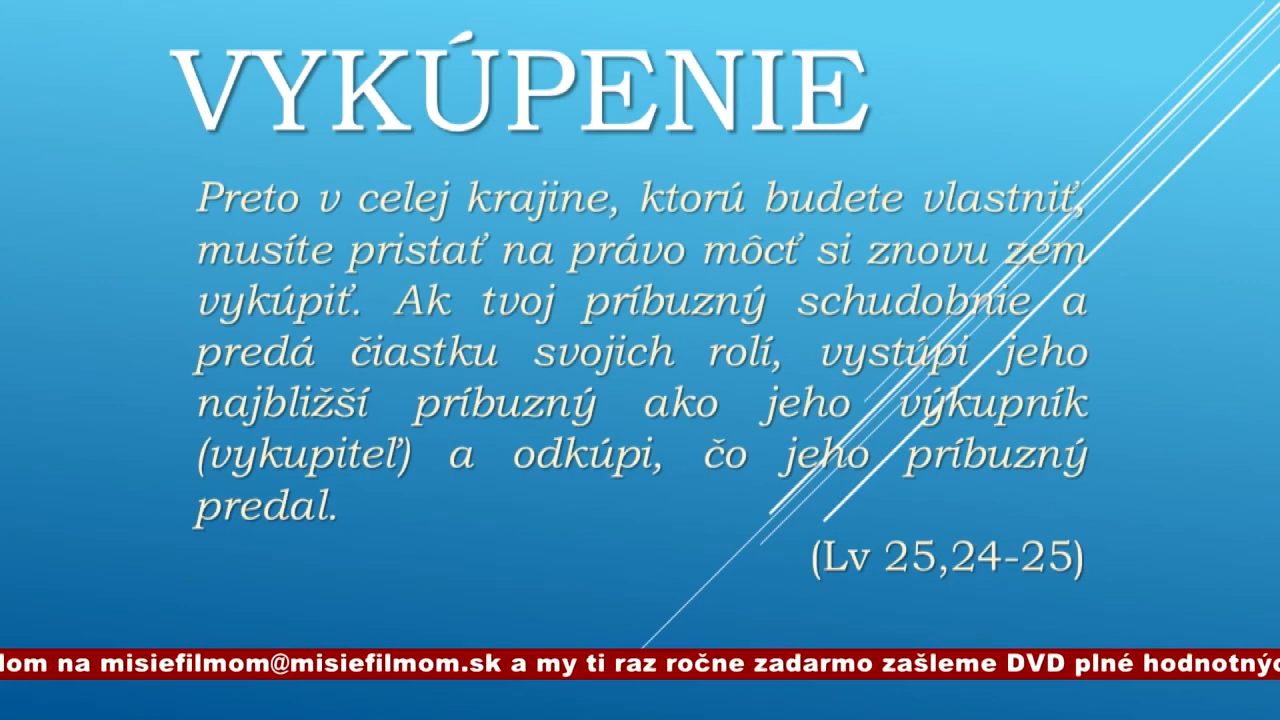 VYKÚPENIE
Preto v celej krajine, ktorú budete vlastniť,
musíte pristať na právo môcť si znovu zem
vykúpiť. Ak tvoj príbuzný schudobnie a
predá čiastku svojich rolí, vystúpi jeho
najbližší príbuzný ako jeho výkupník
(vykupiteľ) a odkúpi, čo jeho príbuzný
predal.
(Lv 25,24-25)
na misiefilmom@misiefilmom.sk a my ti raz ročne zadarmo zašleme DVD plné